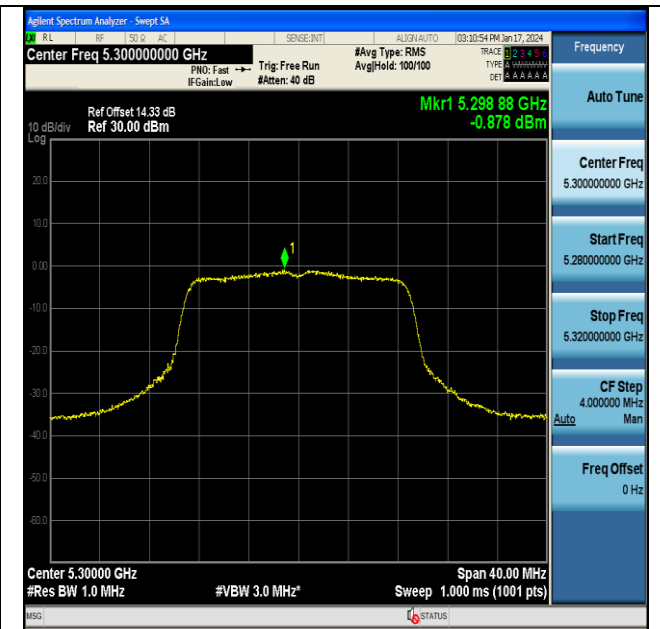 Agilent Spectrum Analyzer - Swept SA
RL RF 50 Ω AC SENSE:INT ALIGN AUTO 03:10:54 PM Jan 17, 2024
Center Freq 5.300000000 GHz
PNO: Fast
IFGain:Low
Trig: Free Run
#Atten: 40 dB
#Avg Type: RMS
Avg|Hold: 100/100
TRACE 1 2 3 4 5 6
TYPE A WWWWW
DET A A A A A A
Ref Offset 14.33 dB
10 dB/div Ref 30.00 dBm
Log
Mkr1 5.298 88 GHz
-0.878 dBm
20.0
10.0
0.00
-10.0
-20.0
-30.0
-40.0
-50.0
-60.0
1
Center 5.30000 GHz
Span 40.00 MHz
#Res BW 1.0 MHz
#VBW 3.0 MHz*
Sweep 1.000 ms (1001 pts)
MSG
STATUS
Frequency
Auto Tune
Center Freq
5.300000000 GHz
Start Freq
5.280000000 GHz
Stop Freq
5.320000000 GHz
CF Step
4.000000 MHz
Auto Man
Freq Offset
0 Hz